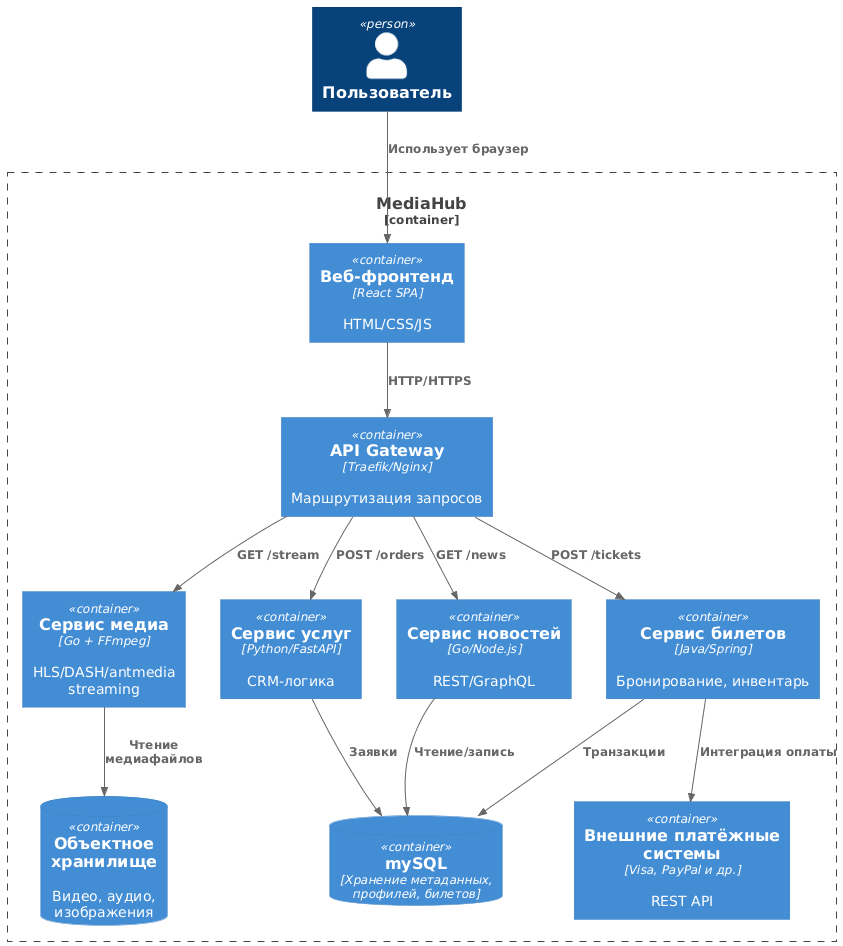 «person»
Пользователь
Использует браузер
MediaHub
[container]
«container»
Веб-фронтенд
[React SPA]
HTML/CSS/JS
HTTP/HTTPS
«container»
API Gateway
[Traefik/Nginx]
Маршрутизация запросов
GET /stream
POST /orders
GET /news
POST /tickets
«container»
Сервис медиа
[Go + FFmpeg]
HLS/DASH/antmedia
streaming
«container»
Сервис услуг
[Python/FastAPI]
CRM-логика
«container»
Сервис новостей
[Go/Node.js]
REST/GraphQL
«container»
Сервис билетов
[Java/Spring]
Бронирование, инвентарь
Чтение
медиафайлов
Заявки
Чтение/запись
Транзакции
Интеграция оплаты
«container»
Объектное
хранилище
Видео, аудио,
изображения
«container»
mySQL
[Хранение метаданных,
профилей, билетов]
«container»
Внешние платёжные
системы
[Visa, PayPal и др.]
REST API